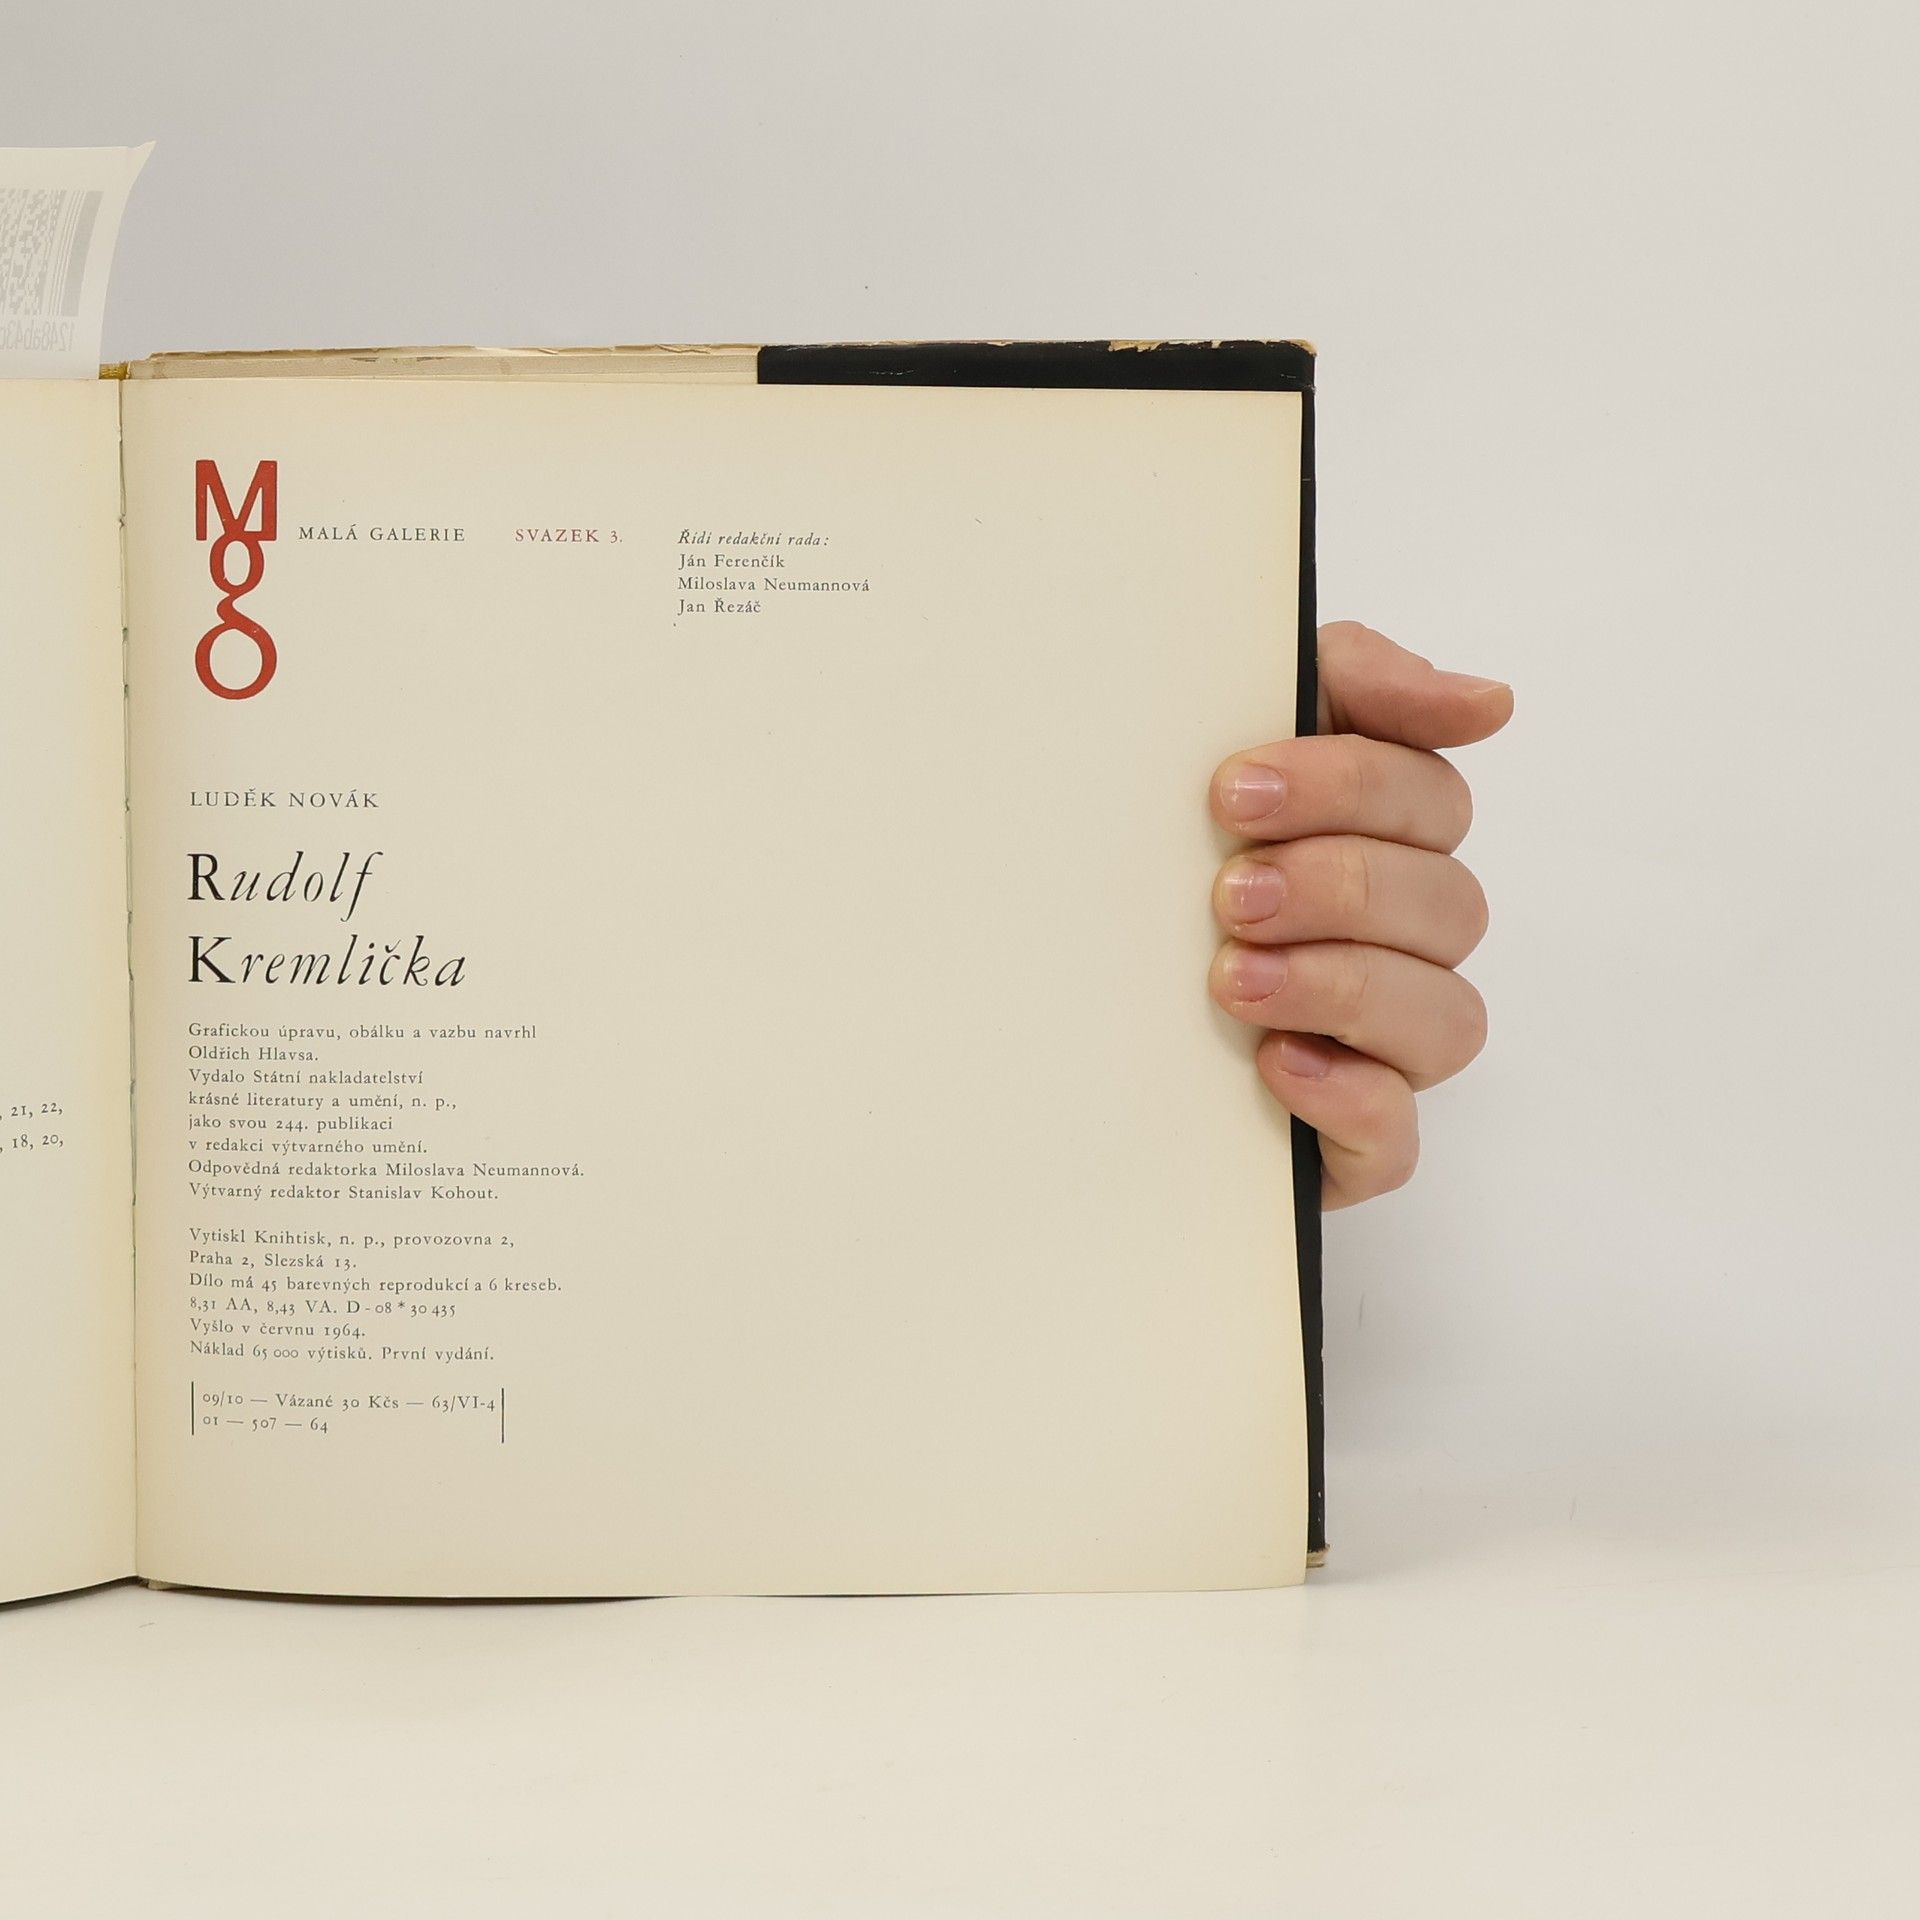 , 21, 22,
, 18, 20,
Mg
MALÁ GALERIE SVAZEK 3.
Řídí redakční rada:
Ján Ferenčík
Miloslava Neumannová
Jan Řezáč
LUDĚK NOVÁK
Rudolf
Kremlička
Grafickou úpravu, obálku a vazbu navrhl
Oldřich Hlavsa.
Vydalo Státní nakladatelství
krásné literatury a umění, n. p.,
jako svou 244. publikaci
v redakci výtvarného umění.
Odpovědná redaktorka Miloslava Neumannová.
Výtvarný redaktor Stanislav Kohout.
Vytiskl Knihtisk, n. p., provozovna 2,
Praha 2, Slezská 13.
Dílo má 45 barevných reprodukcí a 6 kreseb.
8,31 AA, 8,43 VA. D - 08 * 30 435
Vyšlo v červnu 1964.
Náklad 65 000 výtisků. První vydání.
09/10 — Vázané 30 Kčs — 63/VI-4
01 — 507 — 64